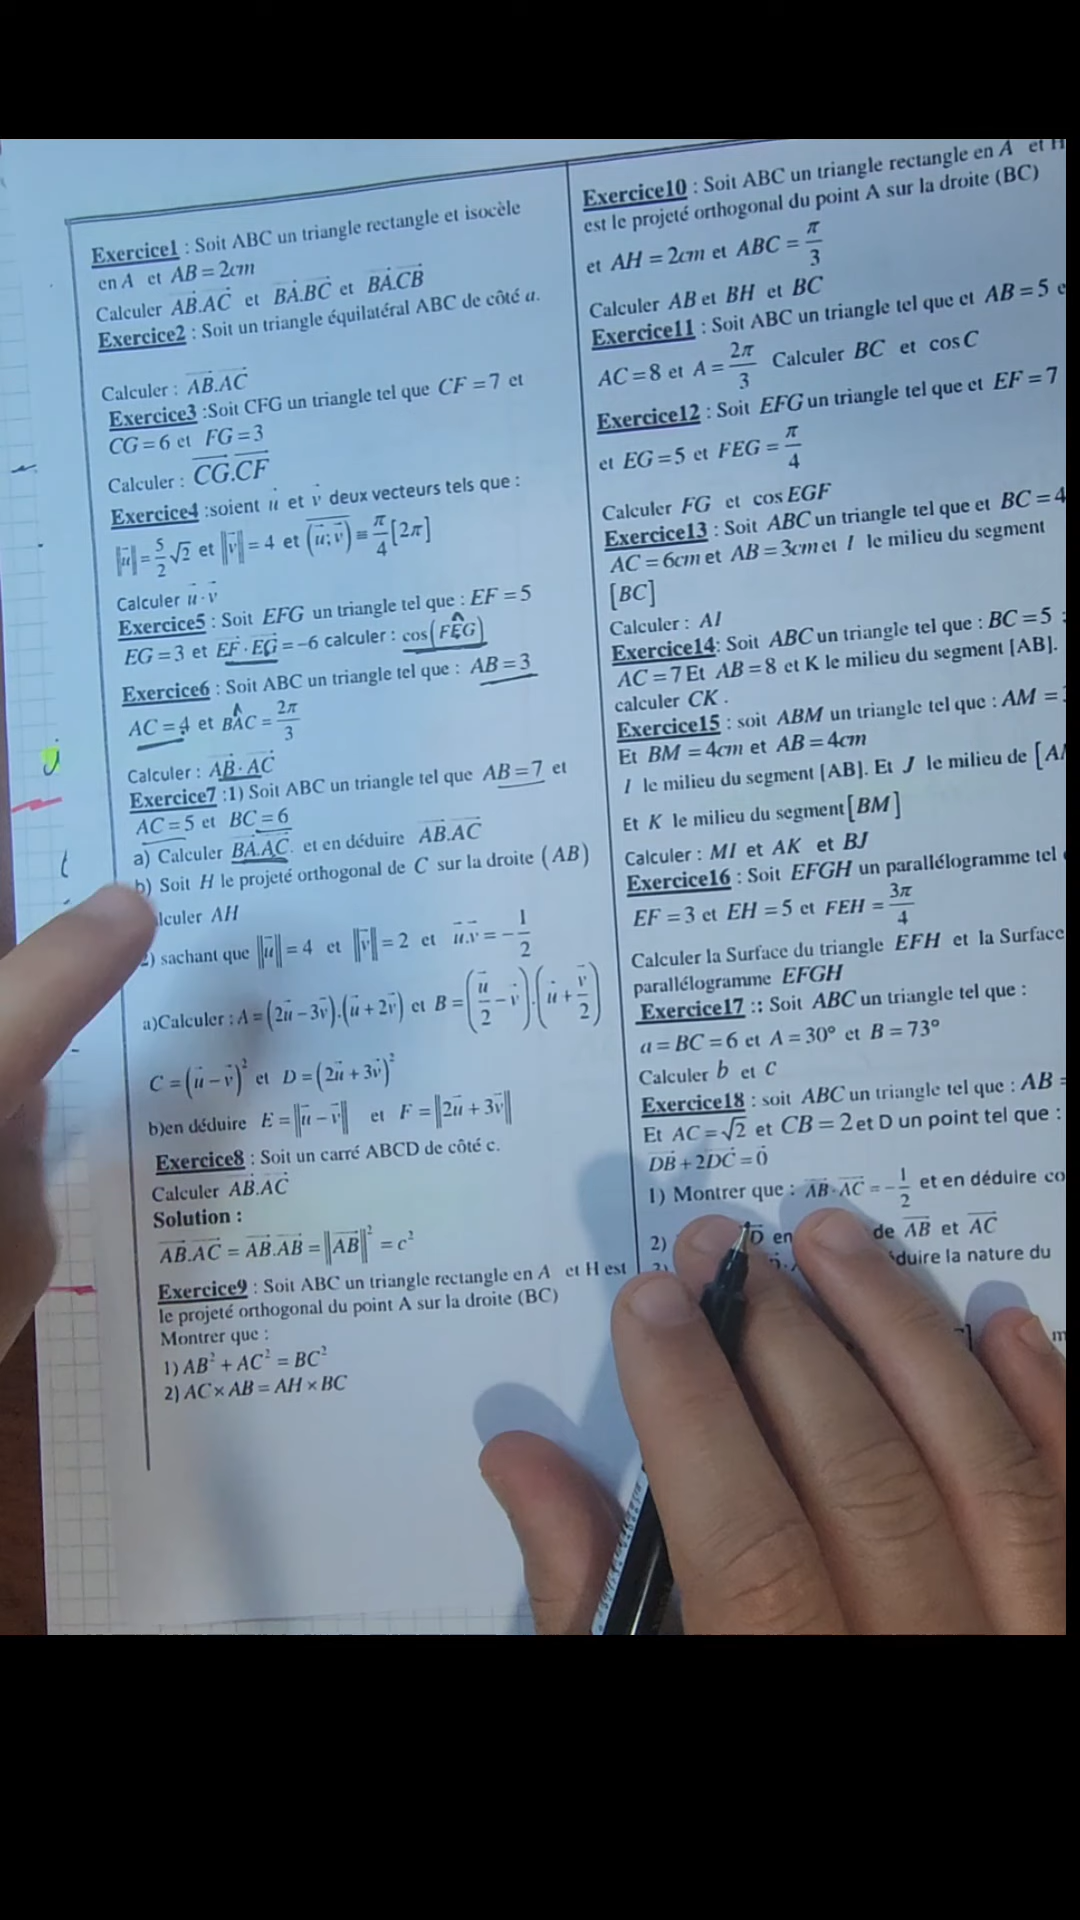 Exercice1 : Soit ABC un triangle rectangle et isocèle
en A et AB = 2cm
Calculer AB.AC et BA.BC et BA.CB
Exercice2 : Soit un triangle équilatéral ABC de côté a.
Calculer : AB.AC
Exercice3 :Soit CFG un triangle tel que CF = 7 et
CG = 6 et FG = 3
Calculer : CG.CF
Exercice4 :soient u et v deux vecteurs tels que :
‖u‖ = 5/2 √2 et ‖v‖ = 4 et (u;v) ≡ π/4 [2π]
Calculer u · v
Exercice5 : Soit EFG un triangle tel que : EF = 5
EG = 3 et EF · EG = −6 calculer : cos(FEG)
Exercice6 : Soit ABC un triangle tel que : AB = 3
AC = 4 et BAC = 2π/3
Calculer : AB · AC
Exercice7 :1) Soit ABC un triangle tel que AB = 7 et
AC = 5 et BC = 6
a) Calculer BA.AC. et en déduire AB.AC
b) Soit H le projeté orthogonal de C sur la droite (AB)
lculer AH
2) sachant que ‖u‖ = 4 et ‖v‖ = 2 et u.v = −1/2
a)Calculer : A = (2u − 3v).(u + 2v) et B = (u/2 − v).(u + v/2)
C = (u − v)² et D = (2u + 3v)²
b)en déduire E = ‖u − v‖ et F = ‖2u + 3v‖
Exercice8 : Soit un carré ABCD de côté c.
Calculer AB.AC
Solution :
AB.AC = AB.AB = ‖AB‖² = c²
Exercice9 : Soit ABC un triangle rectangle en A et H est
le projeté orthogonal du point A sur la droite (BC)
Montrer que :
1) AB² + AC² = BC²
2) AC × AB = AH × BC
Exercice10 : Soit ABC un triangle rectangle en A et H
est le projeté orthogonal du point A sur la droite (BC)
et AH = 2cm et ABC = π/3
Calculer AB et BH et BC
Exercice11 : Soit ABC un triangle tel que et AB = 5 e
AC = 8 et A = 2π/3 Calculer BC et cos C
Exercice12 : Soit EFG un triangle tel que et EF = 7
et EG = 5 et FEG = π/4
Calculer FG et cos EGF
Exercice13 : Soit ABC un triangle tel que et BC = 4
AC = 6cm et AB = 3cm et I le milieu du segment
[BC]
Calculer : AI
Exercice14: Soit ABC un triangle tel que : BC = 5 ;
AC = 7 Et AB = 8 et K le milieu du segment [AB].
calculer CK .
Exercice15 : soit ABM un triangle tel que : AM =
Et BM = 4cm et AB = 4cm
I le milieu du segment [AB]. Et J le milieu de [A
Et K le milieu du segment [BM]
Calculer : MI et AK et BJ
Exercice16 : Soit EFGH un parallélogramme tel
EF = 3 et EH = 5 et FEH = 3π/4
Calculer la Surface du triangle EFH et la Surface
parallélogramme EFGH
Exercice17 :: Soit ABC un triangle tel que :
a = BC = 6 et A = 30° et B = 73°
Calculer b et c
Exercice18 : soit ABC un triangle tel que : AB =
Et AC = √2 et CB = 2 et D un point tel que :
DB + 2DC = 0
1) Montrer que : AB · AC = −1/2 et en déduire co
2) D en de AB et AC
duire la nature du